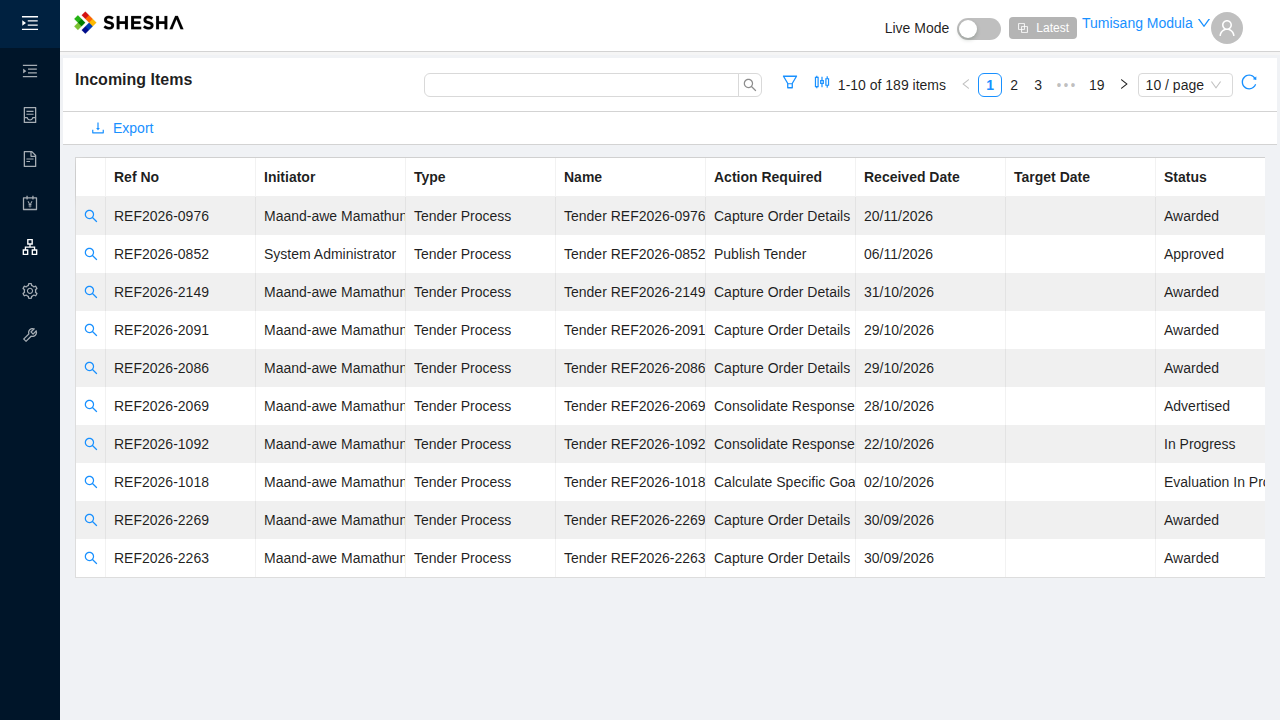 SHESHA
Live Mode
Latest
Tumisang Modula
Incoming Items
1-10 of 189 items
1 2 3 ••• 19
10 / page
Export
Ref No Initiator Type Name Action Required Received Date Target Date Status
REF2026-0976 Maand-awe Mamathun Tender Process Tender REF2026-0976 Capture Order Details 20/11/2026 Awarded
REF2026-0852 System Administrator Tender Process Tender REF2026-0852 Publish Tender 06/11/2026 Approved
REF2026-2149 Maand-awe Mamathun Tender Process Tender REF2026-2149 Capture Order Details 31/10/2026 Awarded
REF2026-2091 Maand-awe Mamathun Tender Process Tender REF2026-2091 Capture Order Details 29/10/2026 Awarded
REF2026-2086 Maand-awe Mamathun Tender Process Tender REF2026-2086 Capture Order Details 29/10/2026 Awarded
REF2026-2069 Maand-awe Mamathun Tender Process Tender REF2026-2069 Consolidate Response 28/10/2026 Advertised
REF2026-1092 Maand-awe Mamathun Tender Process Tender REF2026-1092 Consolidate Response 22/10/2026 In Progress
REF2026-1018 Maand-awe Mamathun Tender Process Tender REF2026-1018 Calculate Specific Goa 02/10/2026 Evaluation In Pro
REF2026-2269 Maand-awe Mamathun Tender Process Tender REF2026-2269 Capture Order Details 30/09/2026 Awarded
REF2026-2263 Maand-awe Mamathun Tender Process Tender REF2026-2263 Capture Order Details 30/09/2026 Awarded